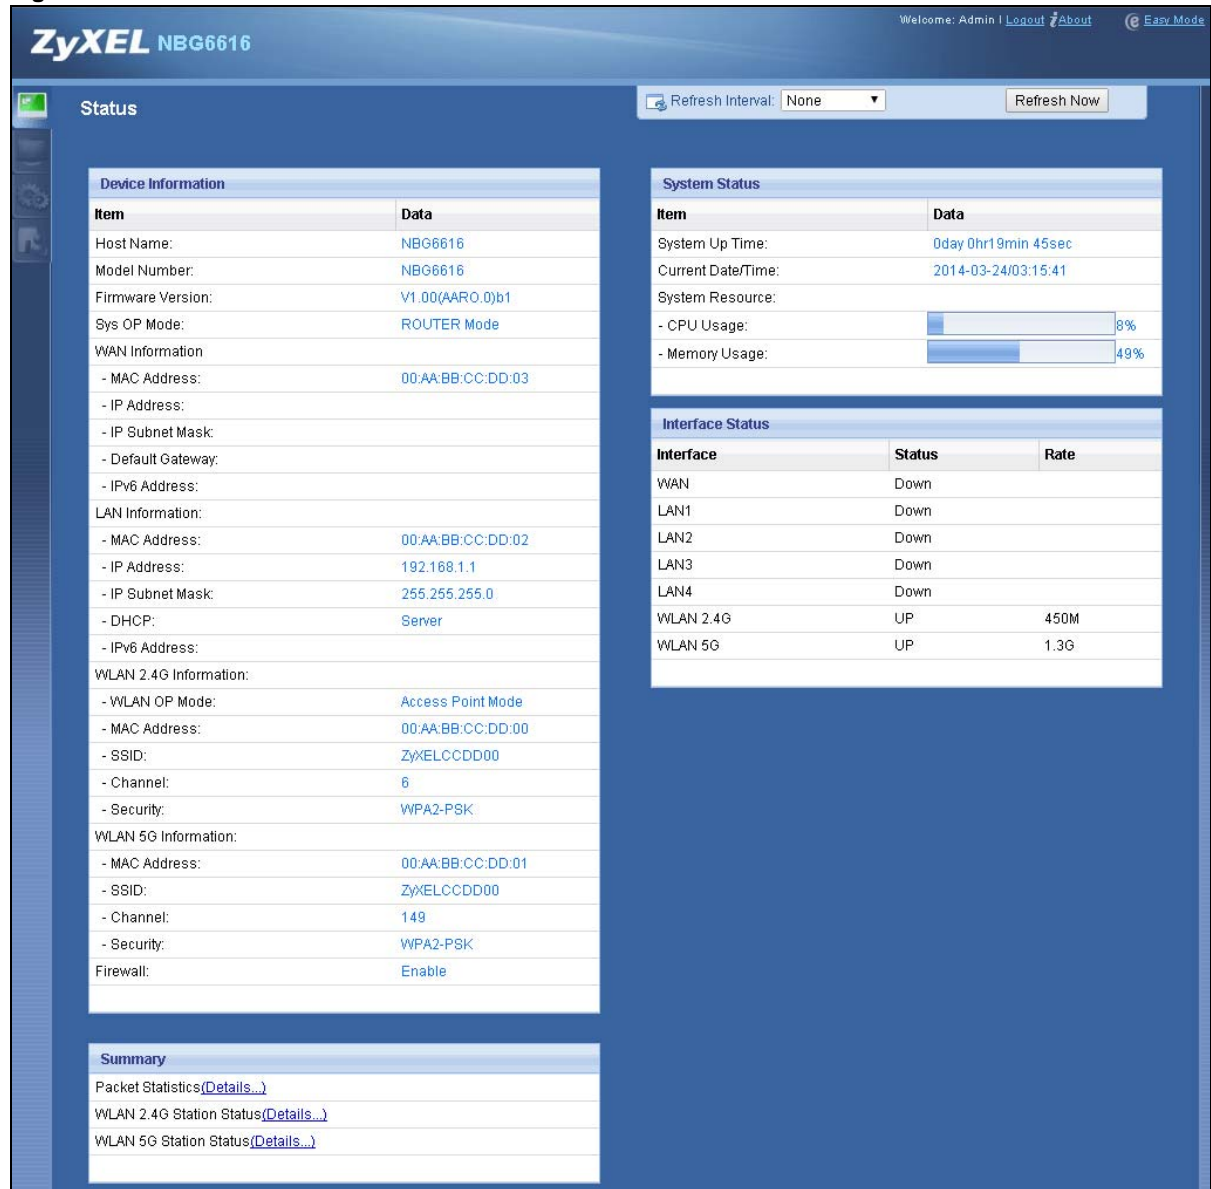 Welcome: Admin | Logout About Easy Mode
ZyXEL NBG6616
Status
Refresh Interval: None Refresh Now
Device Information
Item Data
Host Name: NBG6616
Model Number: NBG6616
Firmware Version: V1.00(AARO.0)b1
Sys OP Mode: ROUTER Mode
WAN Information
- MAC Address: 00:AA:BB:CC:DD:03
- IP Address:
- IP Subnet Mask:
- Default Gateway:
- IPv6 Address:
LAN Information:
- MAC Address: 00:AA:BB:CC:DD:02
- IP Address: 192.168.1.1
- IP Subnet Mask: 255.255.255.0
- DHCP: Server
- IPv6 Address:
WLAN 2.4G Information:
- WLAN OP Mode: Access Point Mode
- MAC Address: 00:AA:BB:CC:DD:00
- SSID: ZyXELCCDD00
- Channel: 6
- Security: WPA2-PSK
WLAN 5G Information:
- MAC Address: 00:AA:BB:CC:DD:01
- SSID: ZyXELCCDD00
- Channel: 149
- Security: WPA2-PSK
Firewall: Enable
Summary
Packet Statistics(Details...)
WLAN 2.4G Station Status(Details...)
WLAN 5G Station Status(Details...)
System Status
Item Data
System Up Time: 0day 0hr19min 45sec
Current Date/Time: 2014-03-24/03:15:41
System Resource:
- CPU Usage: 8%
- Memory Usage: 49%
Interface Status
Interface Status Rate
WAN Down
LAN1 Down
LAN2 Down
LAN3 Down
LAN4 Down
WLAN 2.4G UP 450M
WLAN 5G UP 1.3G